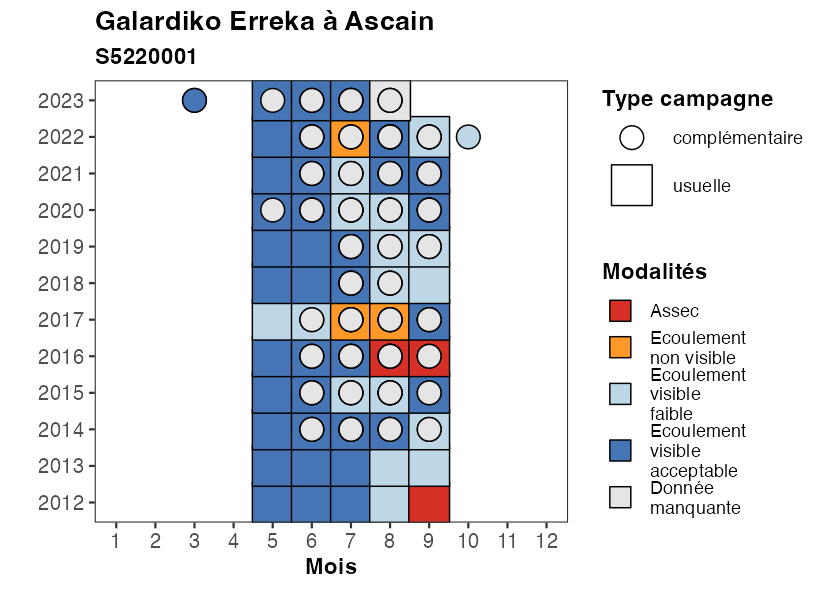 Galardiko Erreka à Ascain
S5220001
2023
2022
2021
2020
2019
2018
2017
2016
2015
2014
2013
2012
1 2 3 4 5 6 7 8 9 10 11 12
Mois
Type campagne
complémentaire
usuelle
Modalités
Assec
Ecoulement
non visible
Ecoulement
visible
faible
Ecoulement
visible
acceptable
Donnée
manquante